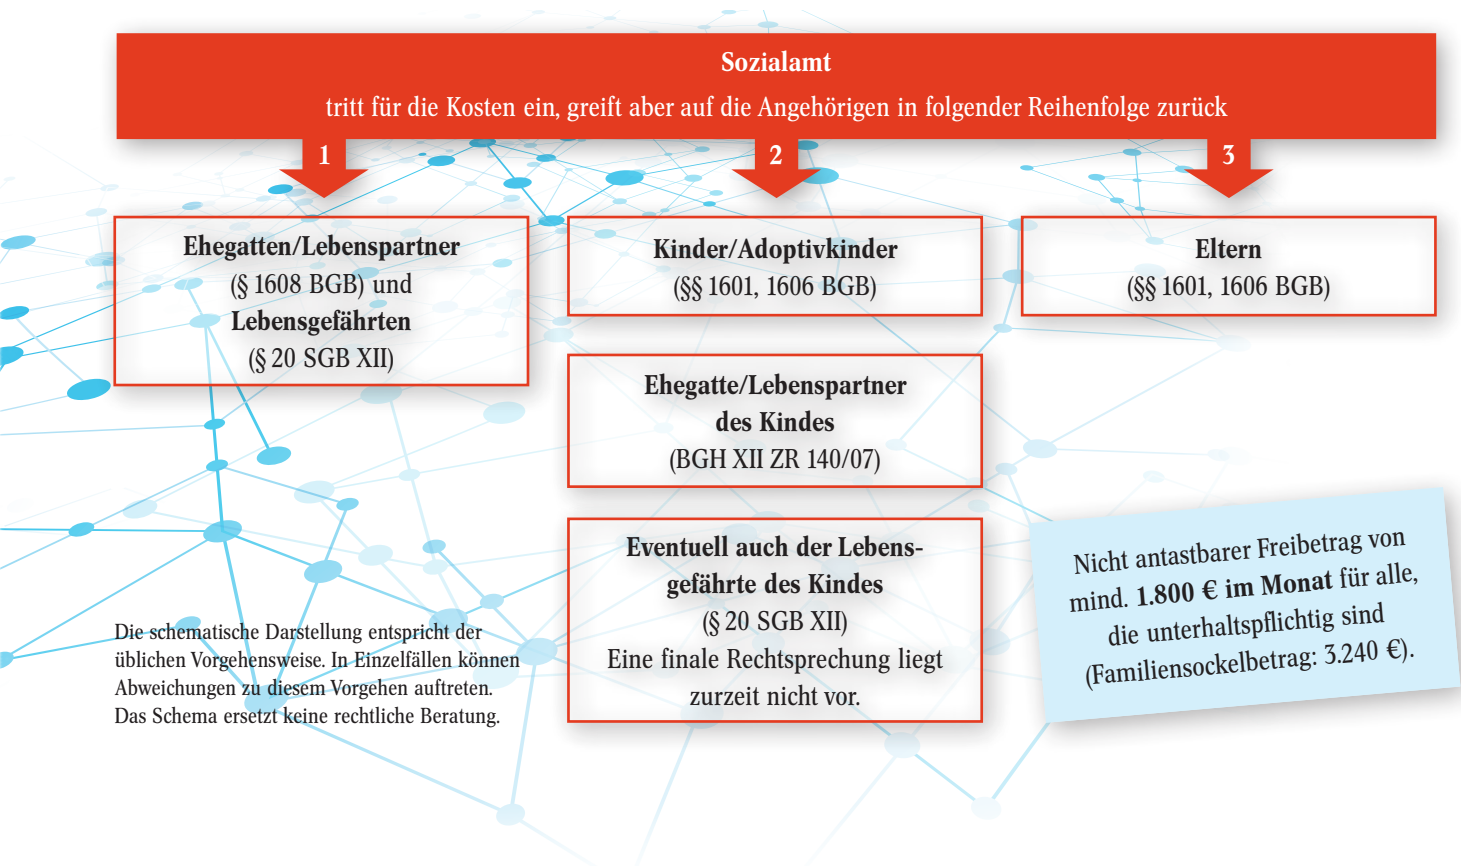 Sozialamt
tritt für die Kosten ein, greift aber auf die Angehörigen in folgender Reihenfolge zurück
1
2
3
Ehegatten/Lebenspartner
(§ 1608 BGB) und
Lebensgefährten
(§ 20 SGB XII)
Kinder/Adoptivkinder
(§§ 1601, 1606 BGB)
Eltern
(§§ 1601, 1606 BGB)
Ehegatte/Lebenspartner
des Kindes
(BGH XII ZR 140/07)
Eventuell auch der Lebens-
gefährte des Kindes
(§ 20 SGB XII)
Eine finale Rechtsprechung liegt
zurzeit nicht vor.
Nicht antastbarer Freibetrag von
mind. 1.800 € im Monat für alle,
die unterhaltspflichtig sind
(Familiensockelbetrag: 3.240 €).
Die schematische Darstellung entspricht der
üblichen Vorgehensweise. In Einzelfällen können
Abweichungen zu diesem Vorgehen auftreten.
Das Schema ersetzt keine rechtliche Beratung.